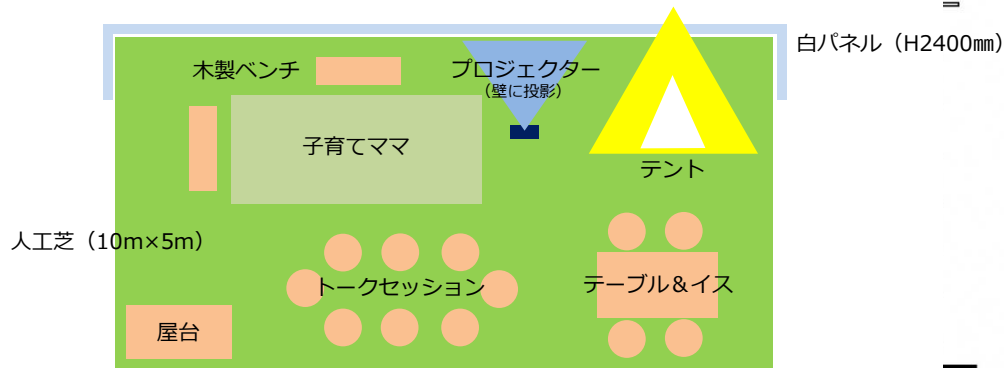 白パネル（H2400㎜）
木製ベンチ
プロジェクター
（壁に投影）
子育てママ
テント
人工芝（10m×5m）
トークセッション
テーブル＆イス
屋台